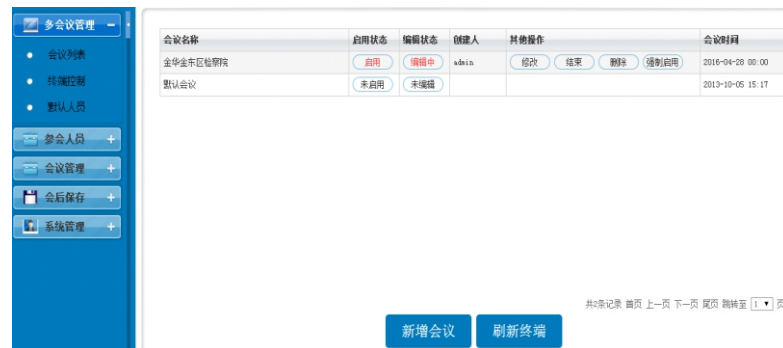 多会议管理 −
会议列表
终端控制
默认人员
参会人员 +
会议管理 +
会后保存 +
系统管理 +
会议名称 启用状态 编辑状态 创建人 其他操作 会议时间
金华金东区检察院 启用 编辑中 admin 修改 结束 删除 强制启用 2016-04-28 00:00
默认会议 未启用 未编辑 2013-10-05 15:17
共2条记录 首页 上一页 下一页 尾页 跳转至 1 页
新增会议 刷新终端